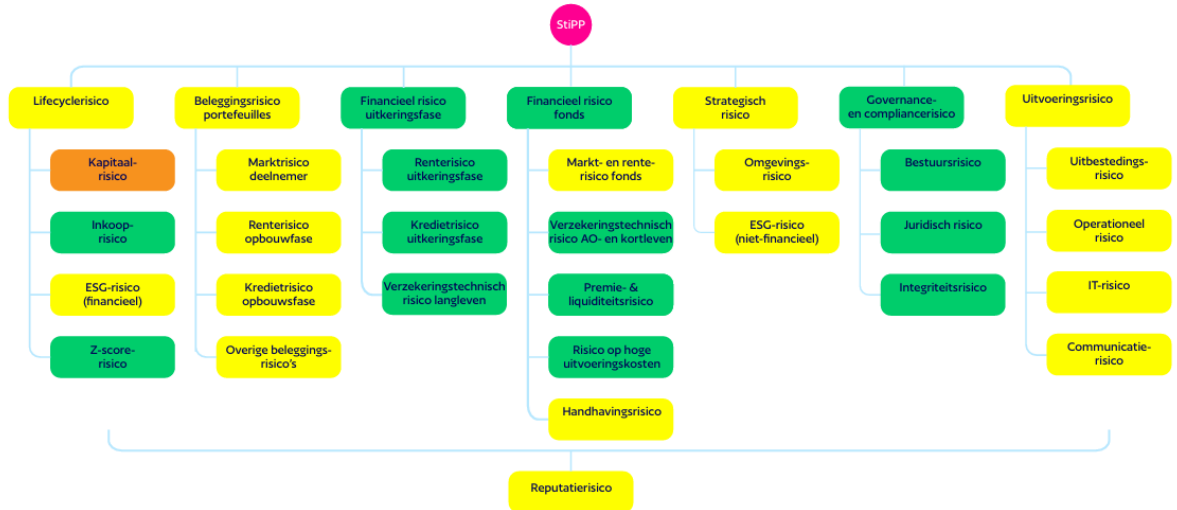 StiPP
Lifecyclerisico
Kapitaal-
risico
Inkoop-
risico
ESG-risico
(financieel)
Z-score-
risico
Beleggingsrisico
portefeuilles
Marktrisico
deelnemer
Renterisico
opbouwfase
Kredietrisico
opbouwsfase
Overige beleggings-
risico's
Financieel risico
uitkeringsfase
Renterisico
uitkeringsfase
Kredietrisico
uitkeringsfase
Verzekeringstechnisch
risico langleven
Financieel risico
fonds
Markt- en rente-
risico fonds
Verzekeringstechnisch
risico AO- en kortleven
Premie- &
liquiditeitsrisico
Risico op hoge
uitvoeringskosten
Handhavingsrisico
Strategisch
risico
Omgevings-
risico
ESG-risico
(niet-financieel)
Governance-
en compliancerisico
Bestuursrisico
Juridisch risico
Integriteitsrisico
Uitvoeringsrisico
Uitbestedings-
risico
Operationeel
risico
IT-risico
Communicatie-
risico
Reputatierisico